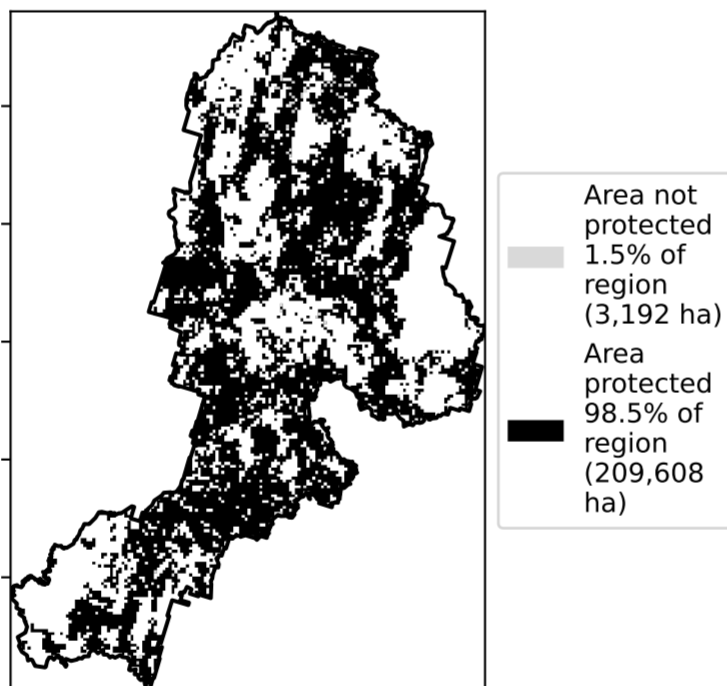 Area not
protected
1.5% of
region
(3,192 ha)
Area
protected
98.5% of
region
(209,608
ha)